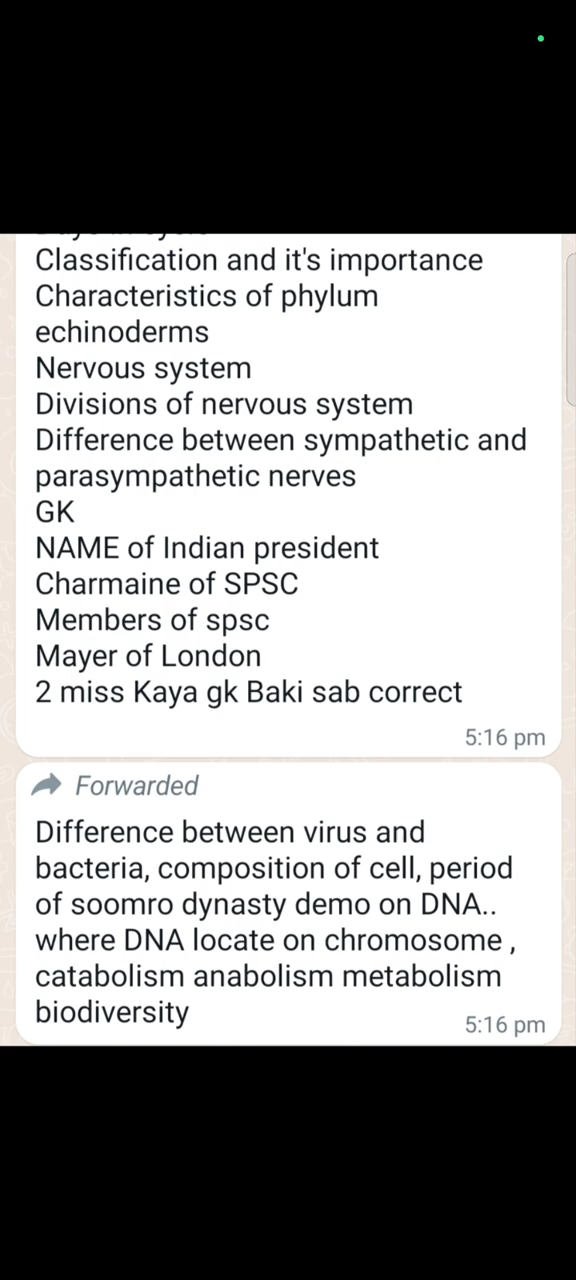 Classification and it's importance
Characteristics of phylum
echinoderms
Nervous system
Divisions of nervous system
Difference between sympathetic and
parasympathetic nerves
GK
NAME of Indian president
Charmaine of SPSC
Members of spsc
Mayer of London
2 miss Kaya gk Baki sab correct
5:16 pm
Forwarded
Difference between virus and
bacteria, composition of cell, period
of soomro dynasty demo on DNA..
where DNA locate on chromosome ,
catabolism anabolism metabolism
biodiversity
5:16 pm